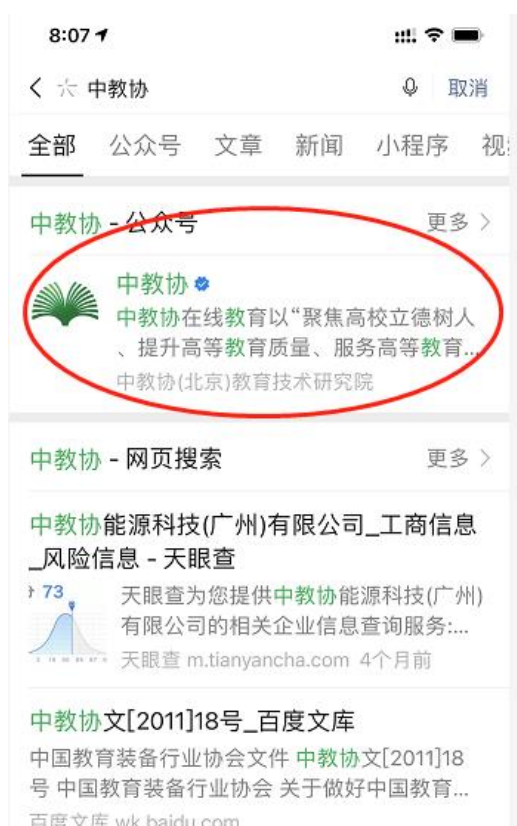 8:07
中教协
取消
全部 公众号 文章 新闻 小程序
中教协 - 公众号 更多
中教协
中教协在线教育以“聚焦高校立德树人
、提升高等教育质量、服务高等教育...
中教协(北京)教育技术研究院
中教协 - 网页搜索 更多
中教协能源科技(广州)有限公司_工商信息
_风险信息 - 天眼查
73
天眼查为您提供中教协能源科技(广州)
有限公司的相关企业信息查询服务:...
天眼查 m.tianyancha.com 4个月前
中教协文[2011]18号_百度文库
中国教育装备行业协会文件 中教协文[2011]18
号 中国教育装备行业协会 关于做好中国教育...
百度文库 wk.baidu.com